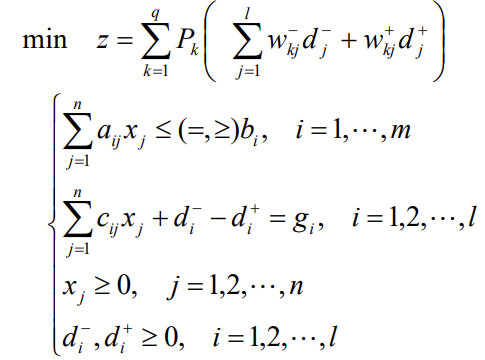 min z = ∑_{k=1}^{q} P_k ( ∑_{j=1}^{l} w_{kj}^- d_j^- + w_{kj}^+ d_j^+ )
∑_{j=1}^{n} a_{ij} x_j ≤ (=,≥) b_i, i = 1,⋯,m
∑_{j=1}^{n} c_{ij} x_j + d_i^- − d_i^+ = g_i, i = 1,2,⋯,l
x_j ≥ 0, j = 1,2,⋯,n
d_i^-, d_i^+ ≥ 0, i = 1,2,⋯,l